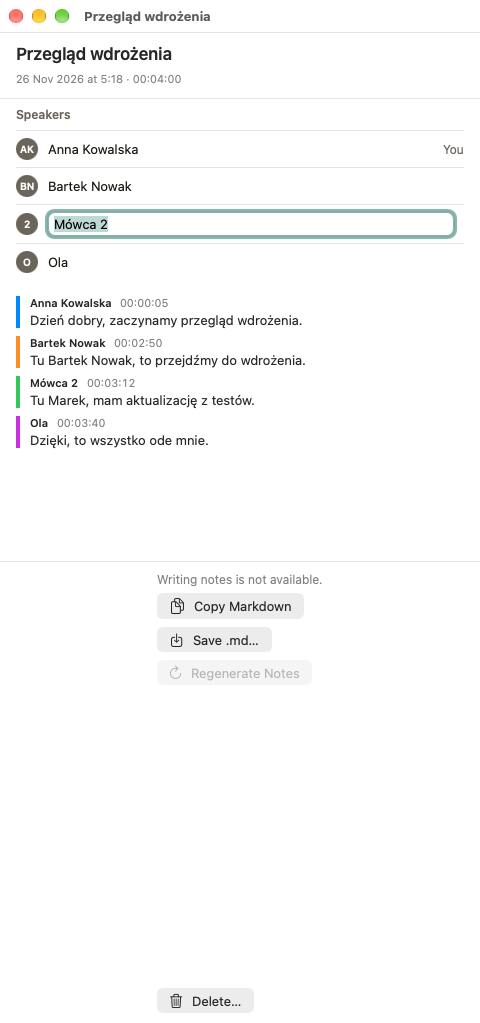 Przegląd wdrożenia
Przegląd wdrożenia
26 Nov 2026 at 5:18 · 00:04:00
Speakers
AK Anna Kowalska You
BN Bartek Nowak
2 Mówca 2
O Ola
Anna Kowalska 00:00:05
Dzień dobry, zaczynamy przegląd wdrożenia.
Bartek Nowak 00:02:50
Tu Bartek Nowak, to przejdźmy do wdrożenia.
Mówca 2 00:03:12
Tu Marek, mam aktualizację z testów.
Ola 00:03:40
Dzięki, to wszystko ode mnie.
Writing notes is not available.
Copy Markdown
Save .md…
Regenerate Notes
Delete…